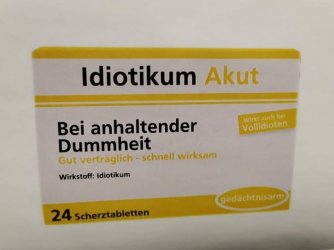 Idiotikum Akut
Bei anhaltender
Dummheit
Wirkt auch bei
Vollidioten
Gut verträglich - schnell wirksam
Wirkstoff: Idiotikum
gedächtnisarm
24 Scherztabletten